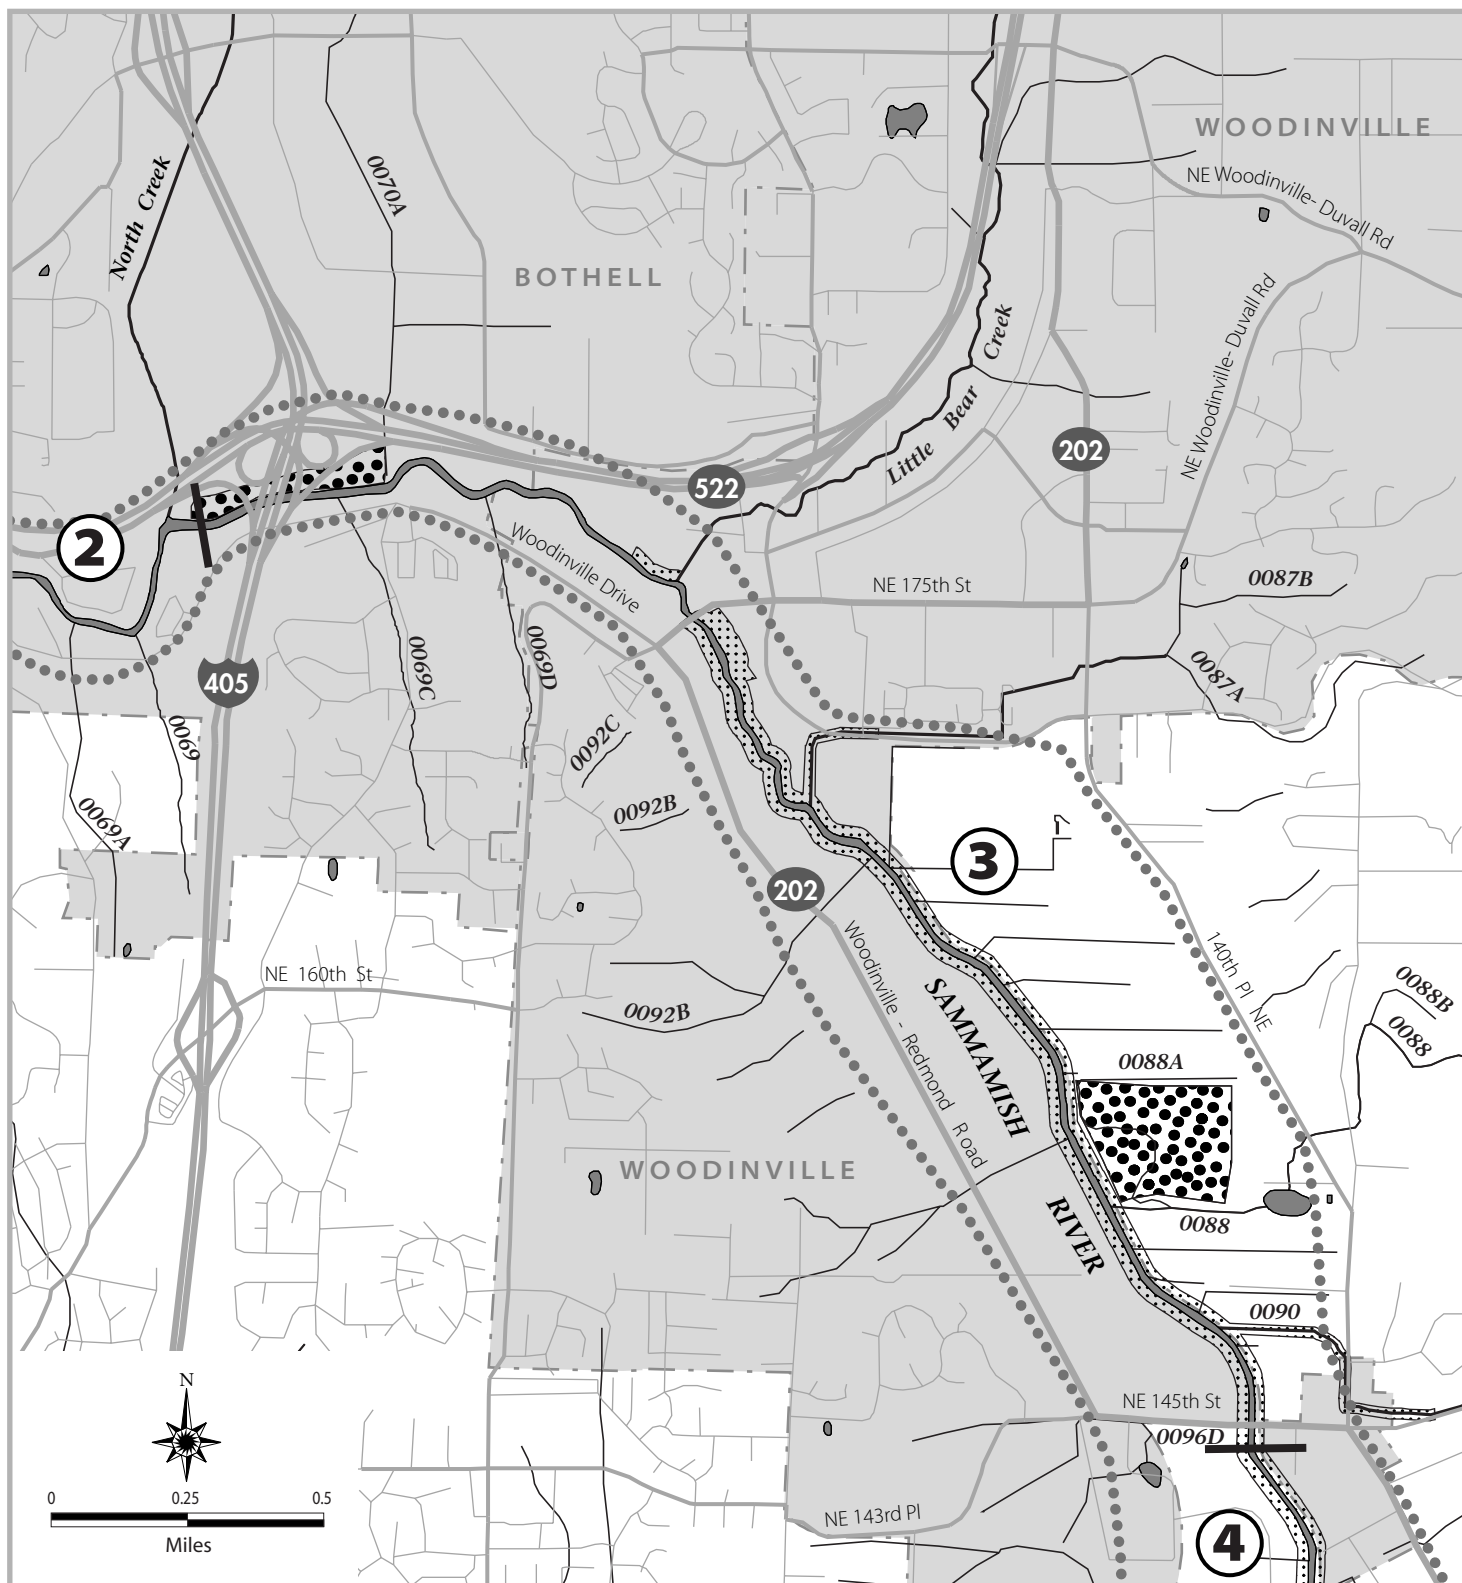 WOODINVILLE
North Creek
0070A
NE Woodinville- Duvall Rd
BOTHELL
NE Woodinville- Duvall Rd
Little Bear Creek
202
522
2
Woodinville Drive
NE 175th St
0087B
0069C
0069D
0087A
405
0069
0092C
0069A
0092B
3
202
Woodinville - Redmond Road
140th Pl NE
NE 160th St
0088B
0092B
SAMMAMISH
0088
0088A
WOODINVILLE
RIVER
0088
0090
N
NE 145th St
0096D
0 0.25 0.5
Miles
NE 143rd Pl
4